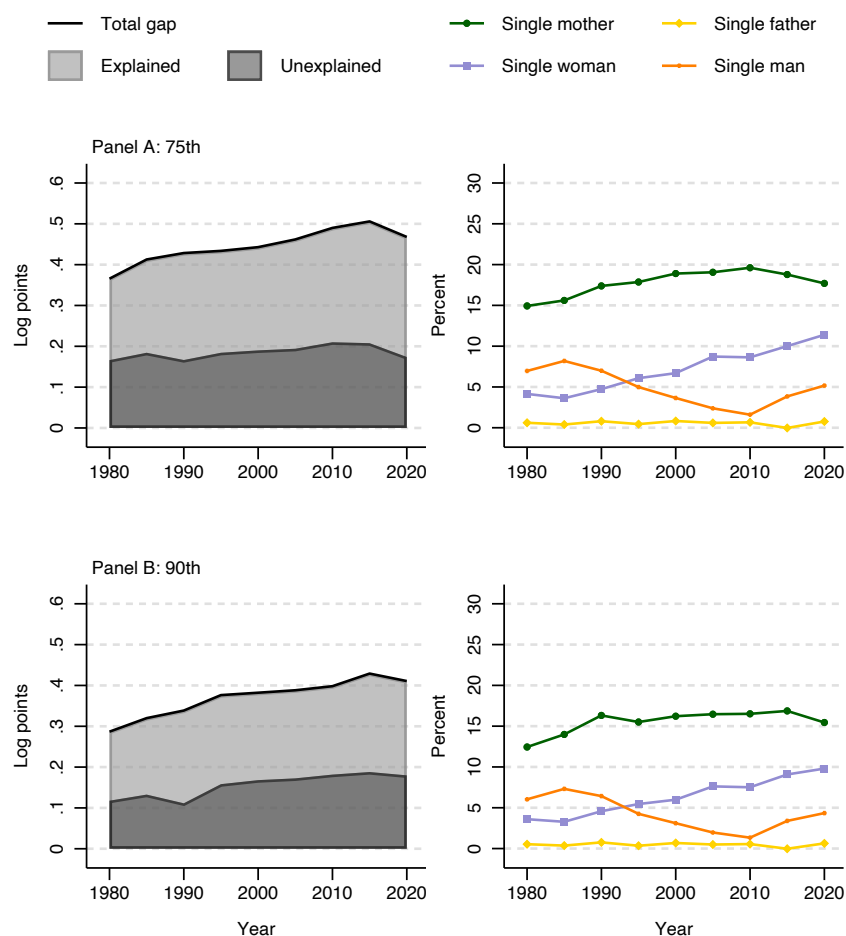 Total gap
Explained
Unexplained
Single mother
Single father
Single woman
Single man
Panel A: 75th
Log points
.6
.5
.4
.3
.2
.1
0
1980 1990 2000 2010 2020
Percent
30
25
20
15
10
5
0
1980 1990 2000 2010 2020
Panel B: 90th
Log points
.6
.5
.4
.3
.2
.1
0
1980 1990 2000 2010 2020
Year
Percent
30
25
20
15
10
5
0
1980 1990 2000 2010 2020
Year